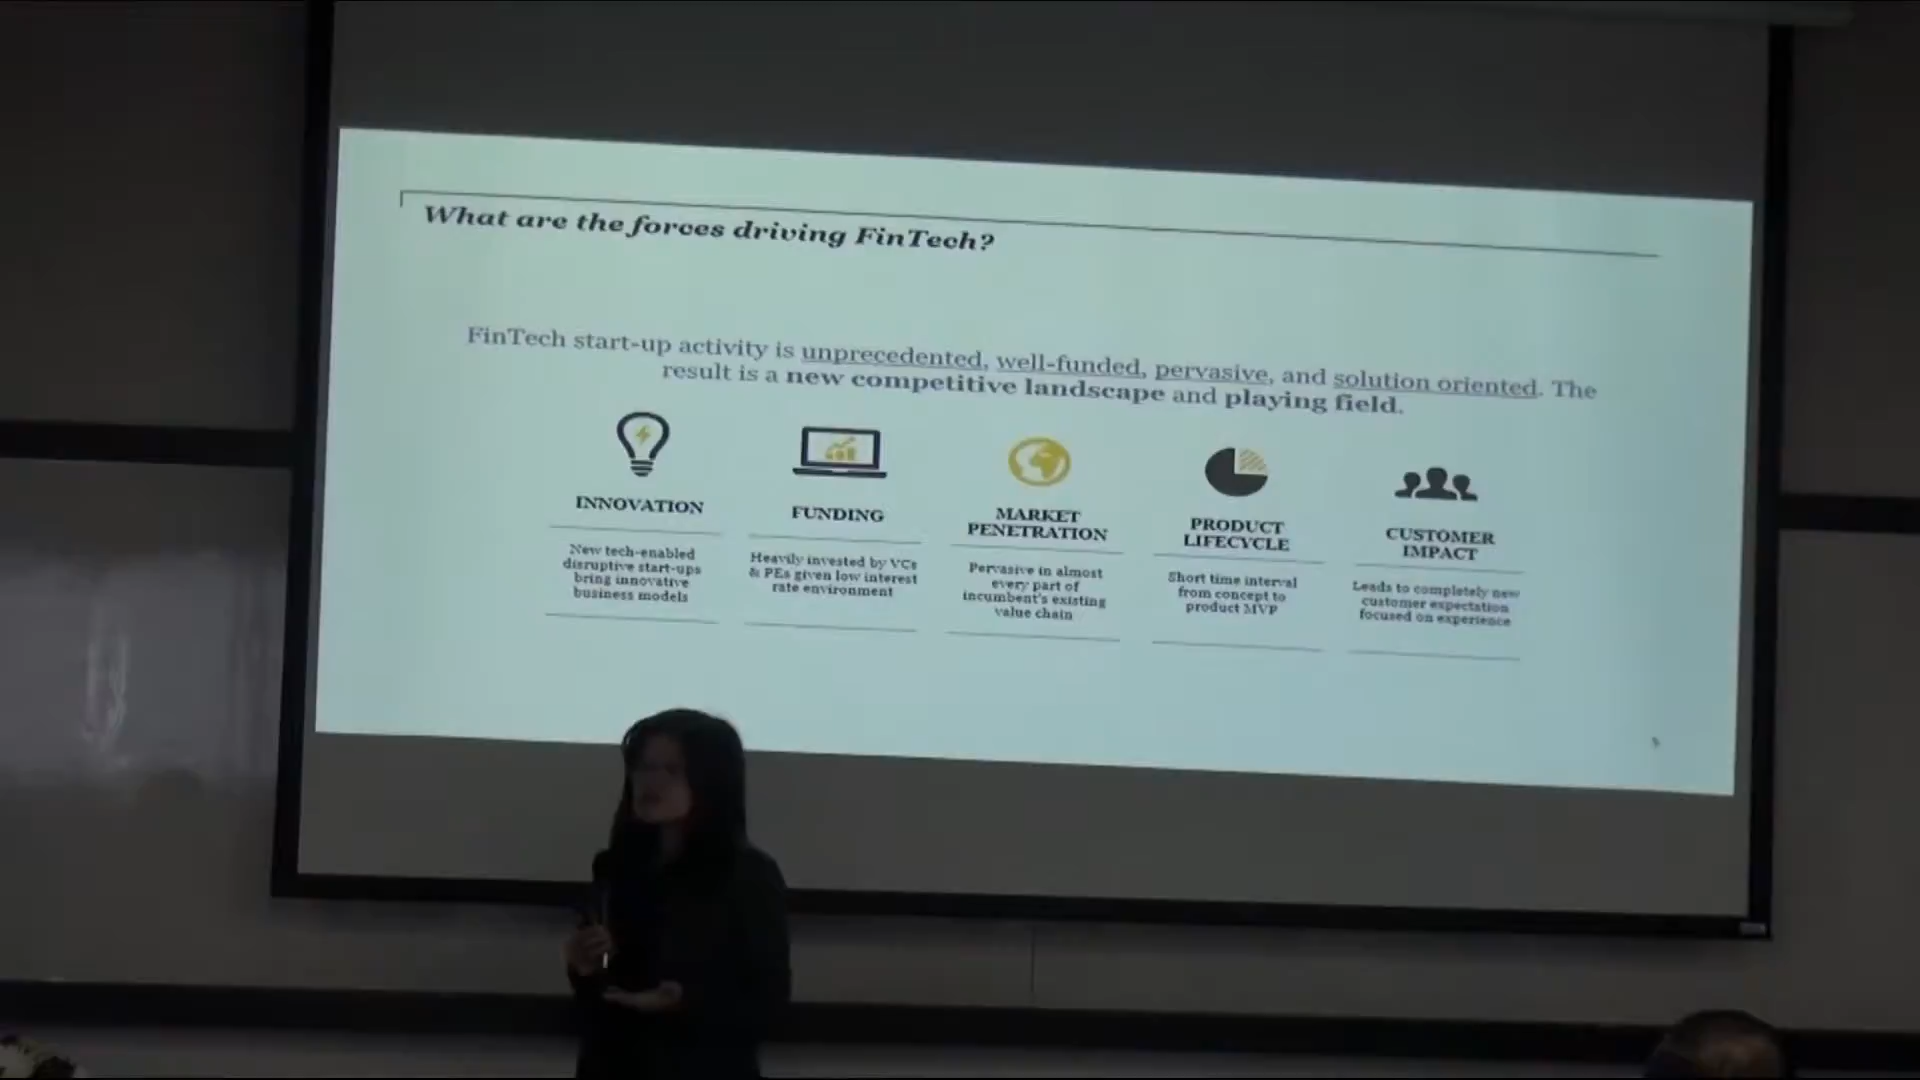 What are the forces driving FinTech?
FinTech start-up activity is unprecedented, well-funded, pervasive, and solution oriented. The
result is a new competitive landscape and playing field.
INNOVATION
New tech-enabled
disruptive start-ups
bring innovative
business models
FUNDING
Heavily invested by VCs
& PEs given low interest
rate environment
MARKET
PENETRATION
Pervasive in almost
every part of
incumbent's existing
value chain
PRODUCT
LIFECYCLE
Short time interval
from concept to
product MVP
CUSTOMER
IMPACT
Leads to completely new
customer expectation
focused on experience